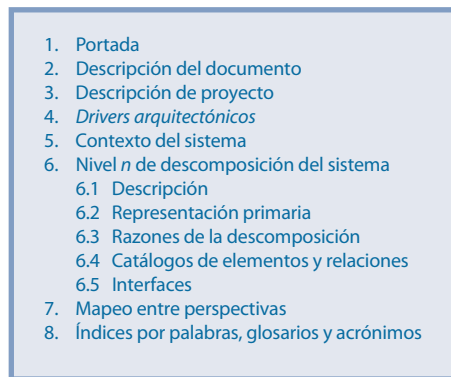 1. Portada
2. Descripción del documento
3. Descripción de proyecto
4. Drivers arquitectónicos
5. Contexto del sistema
6. Nivel n de descomposición del sistema
6.1 Descripción
6.2 Representación primaria
6.3 Razones de la descomposición
6.4 Catálogos de elementos y relaciones
6.5 Interfaces
7. Mapeo entre perspectivas
8. Índices por palabras, glosarios y acrónimos